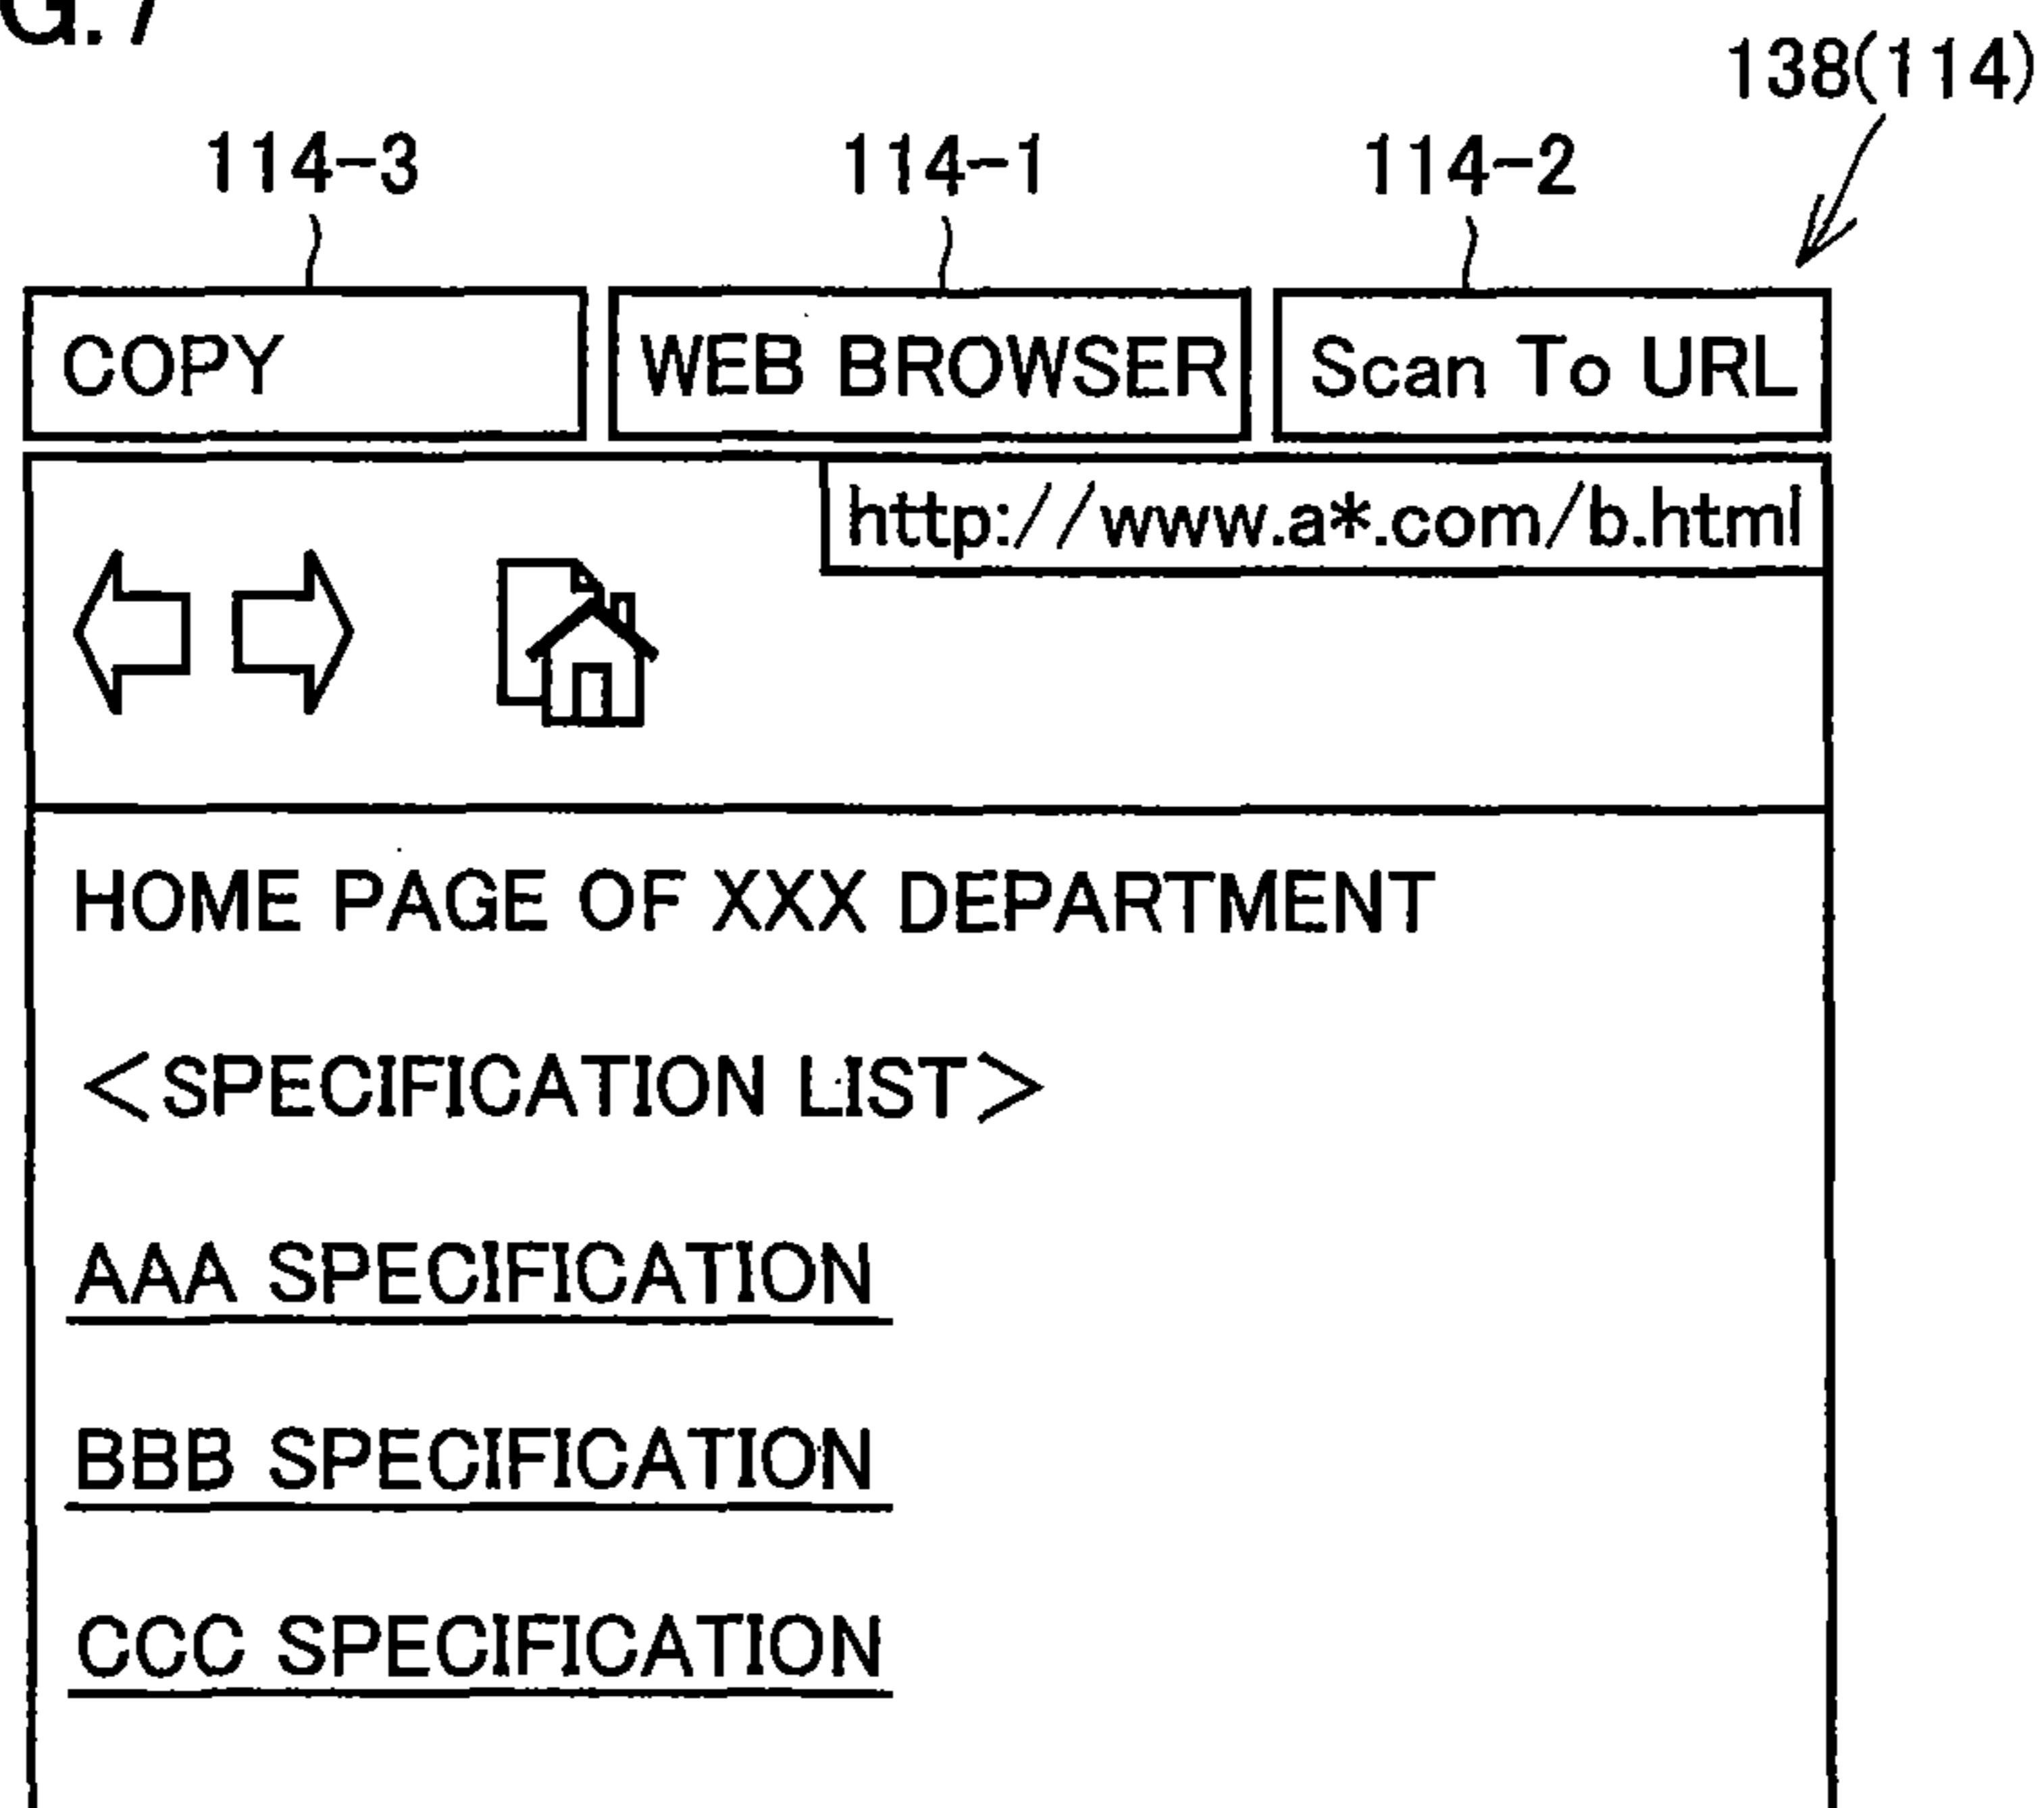 G.7
138(114)
114-3 114-1 114-2
COPY WEB BROWSER Scan To URL
http://www.a*.com/b.html
HOME PAGE OF XXX DEPARTMENT
<SPECIFICATION LIST>
AAA SPECIFICATION
BBB SPECIFICATION
CCC SPECIFICATION